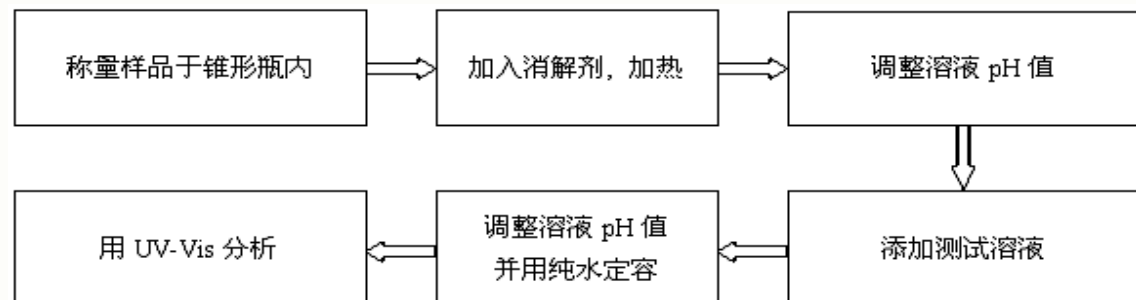 称量样品于锥形瓶内
加入消解剂, 加热
调整溶液 pH 值
添加测试溶液
调整溶液 pH 值
并用纯水定容
用 UV-Vis 分析